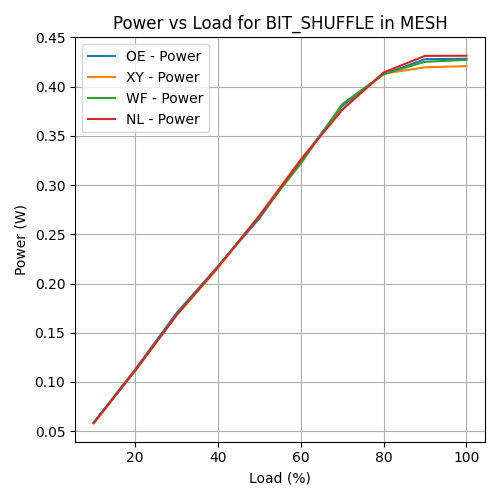 Power vs Load for BIT_SHUFFLE in MESH
0.45
0.40
0.35
0.30
0.25
0.20
0.15
0.10
0.05
Power (W)
OE - Power
XY - Power
WF - Power
NL - Power
20 40 60 80 100
Load (%)